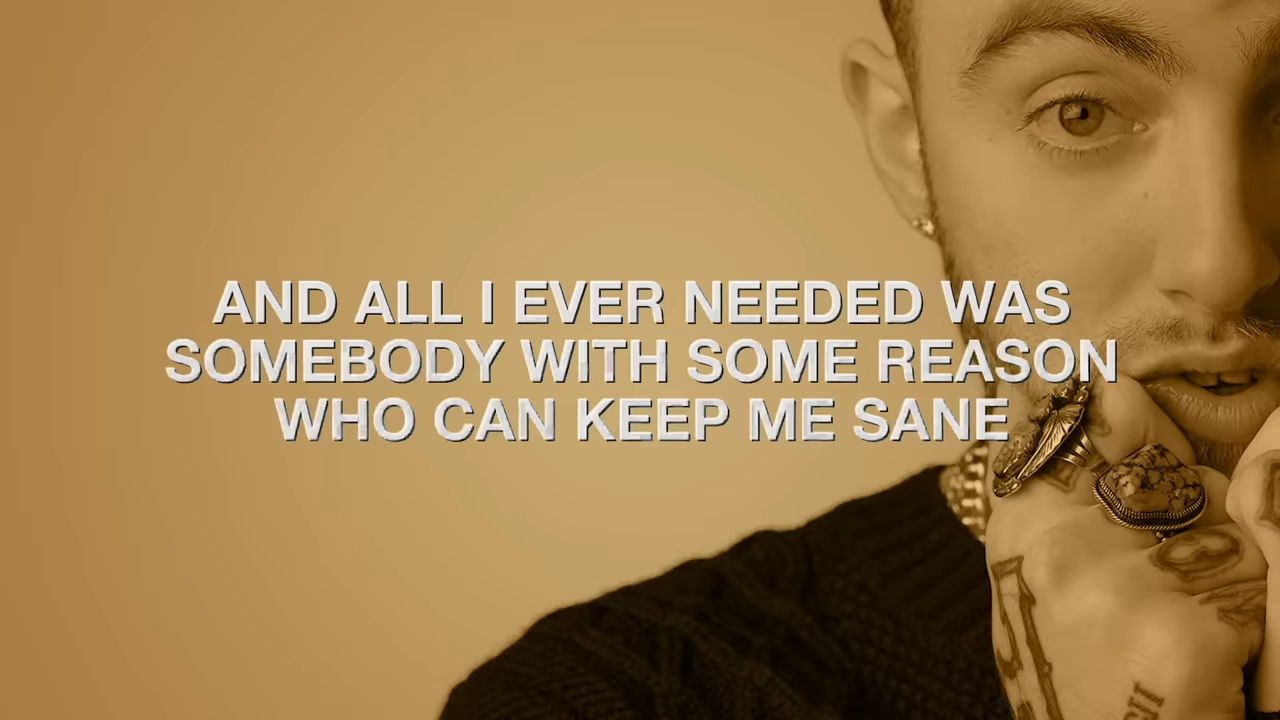 AND ALL I EVER NEEDED WAS
SOMEBODY WITH SOME REASON
WHO CAN KEEP ME SANE